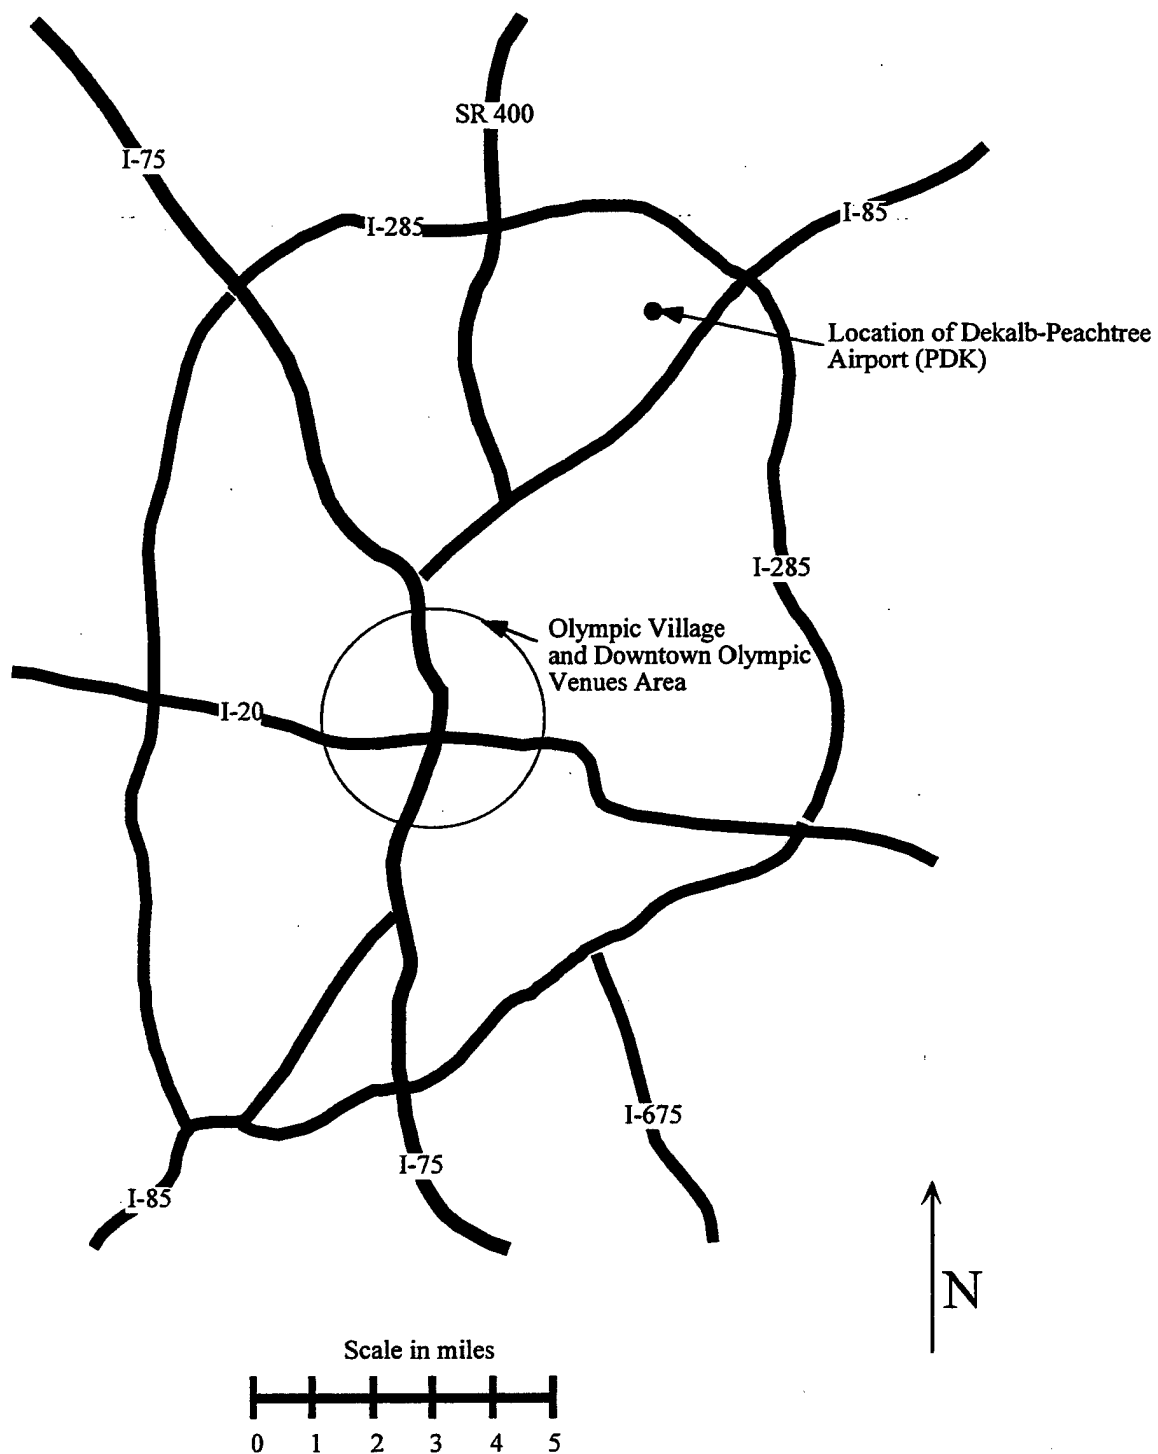 SR 400
I-75
I-285
I-85
Location of Dekalb-Peachtree
Airport (PDK)
I-285
Olympic Village
and Downtown Olympic
Venues Area
I-20
I-675
I-75
I-85
N
Scale in miles
0 1 2 3 4 5